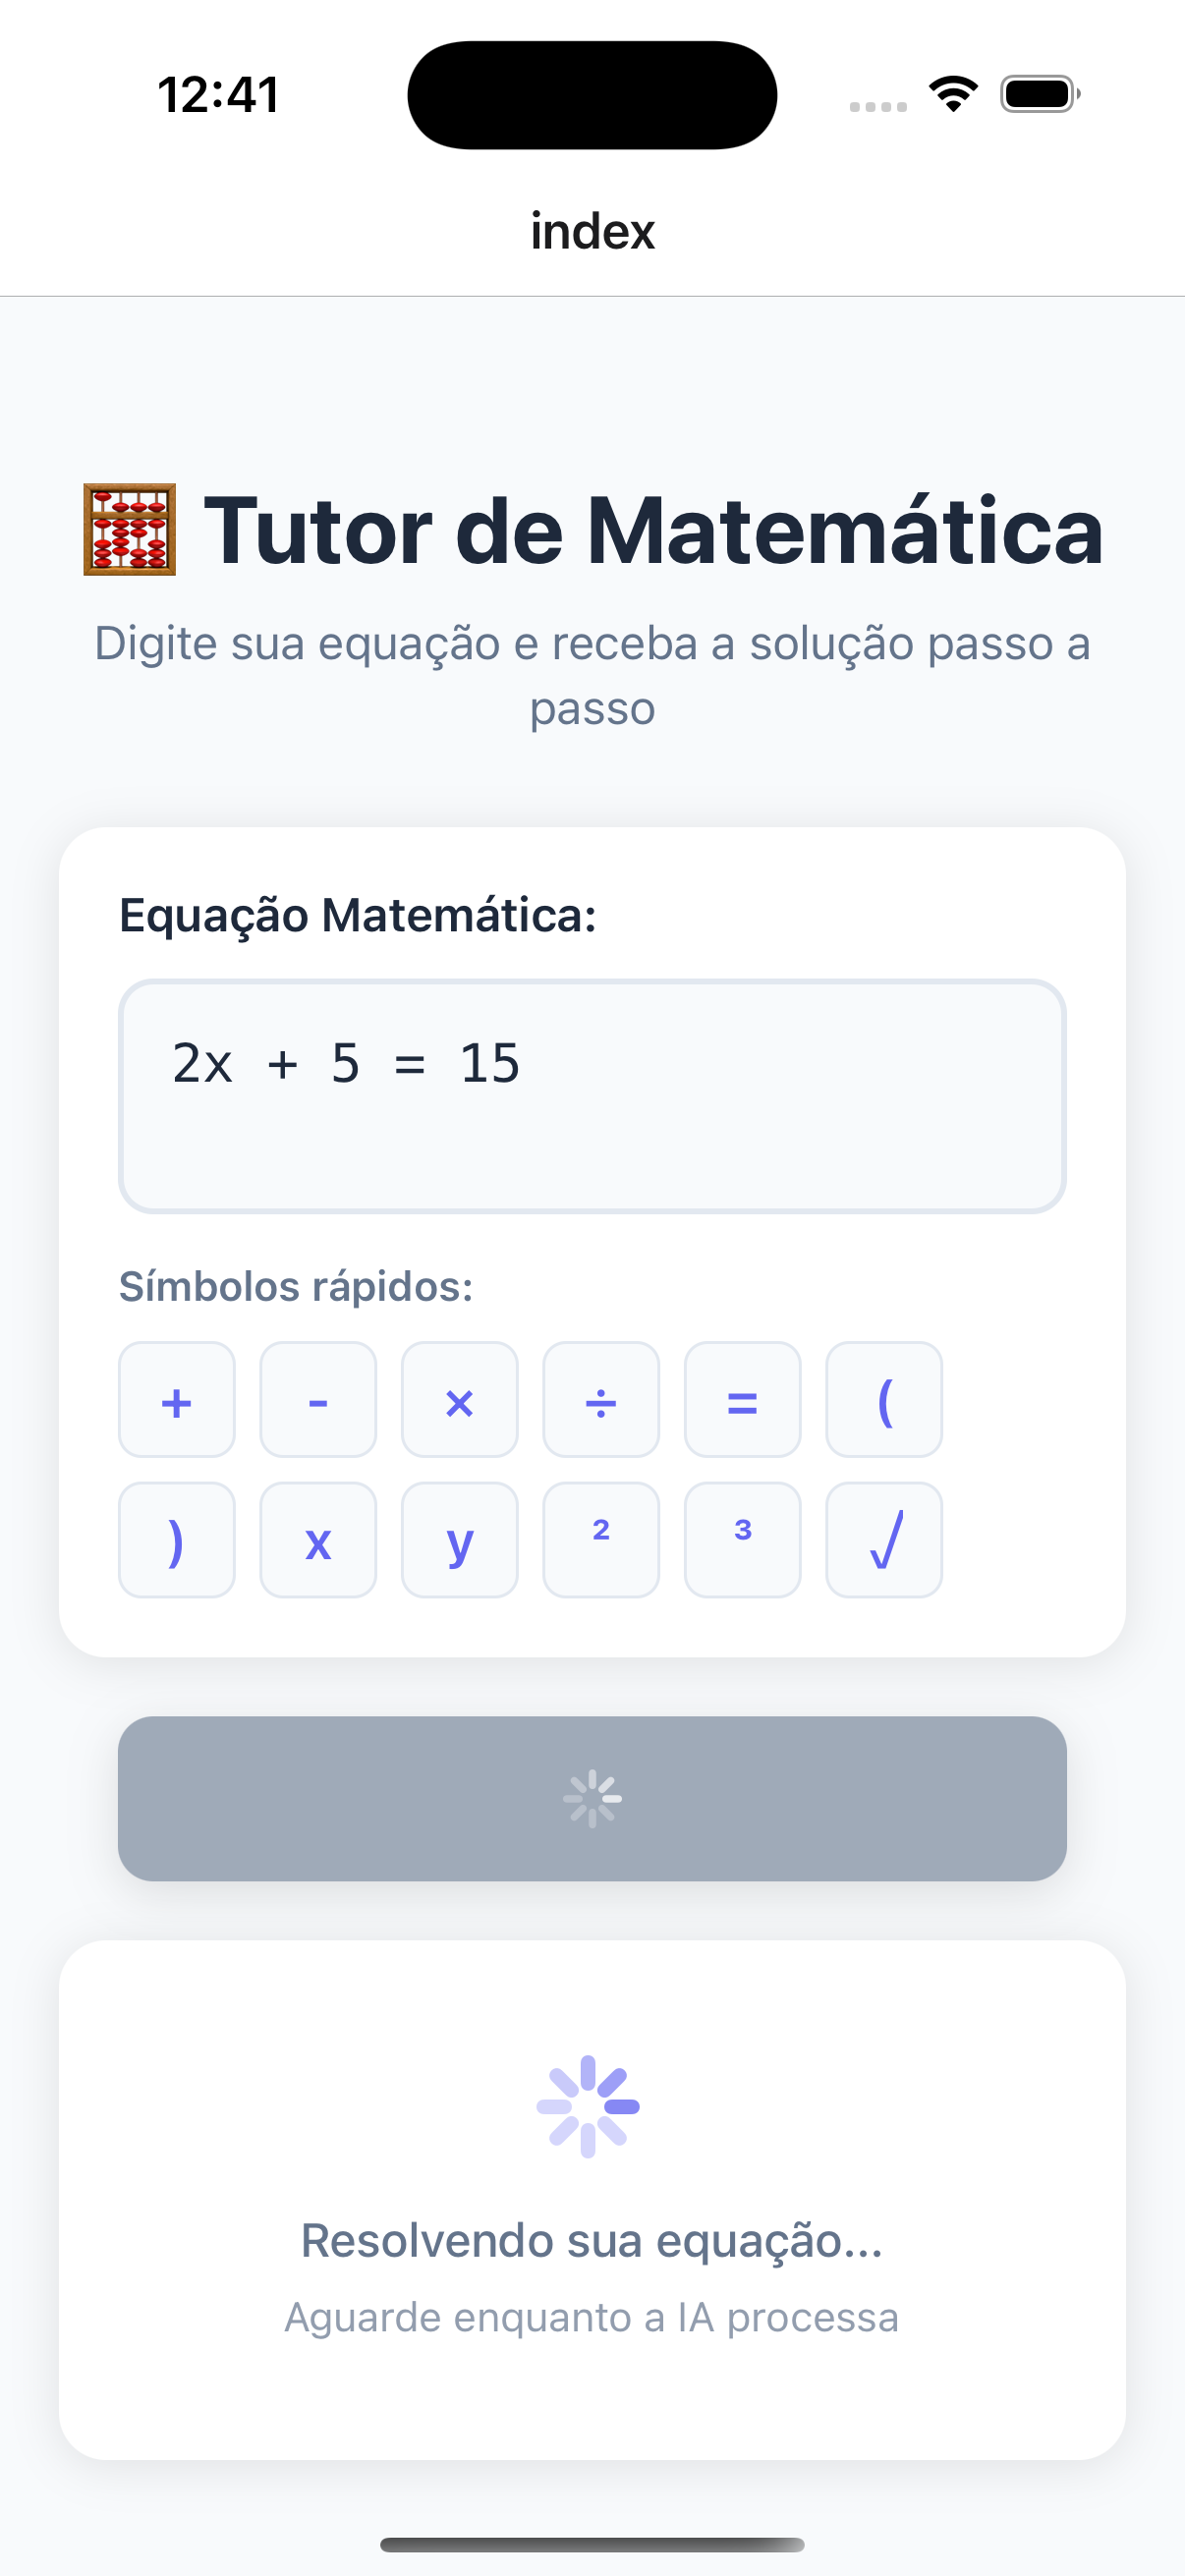 12:41
index
🧮 Tutor de Matemática
Digite sua equação e receba a solução passo a
passo
Equação Matemática:
2x + 5 = 15
Símbolos rápidos:
+ - × ÷ = (
) x y ² ³ √
Resolvendo sua equação...
Aguarde enquanto a IA processa